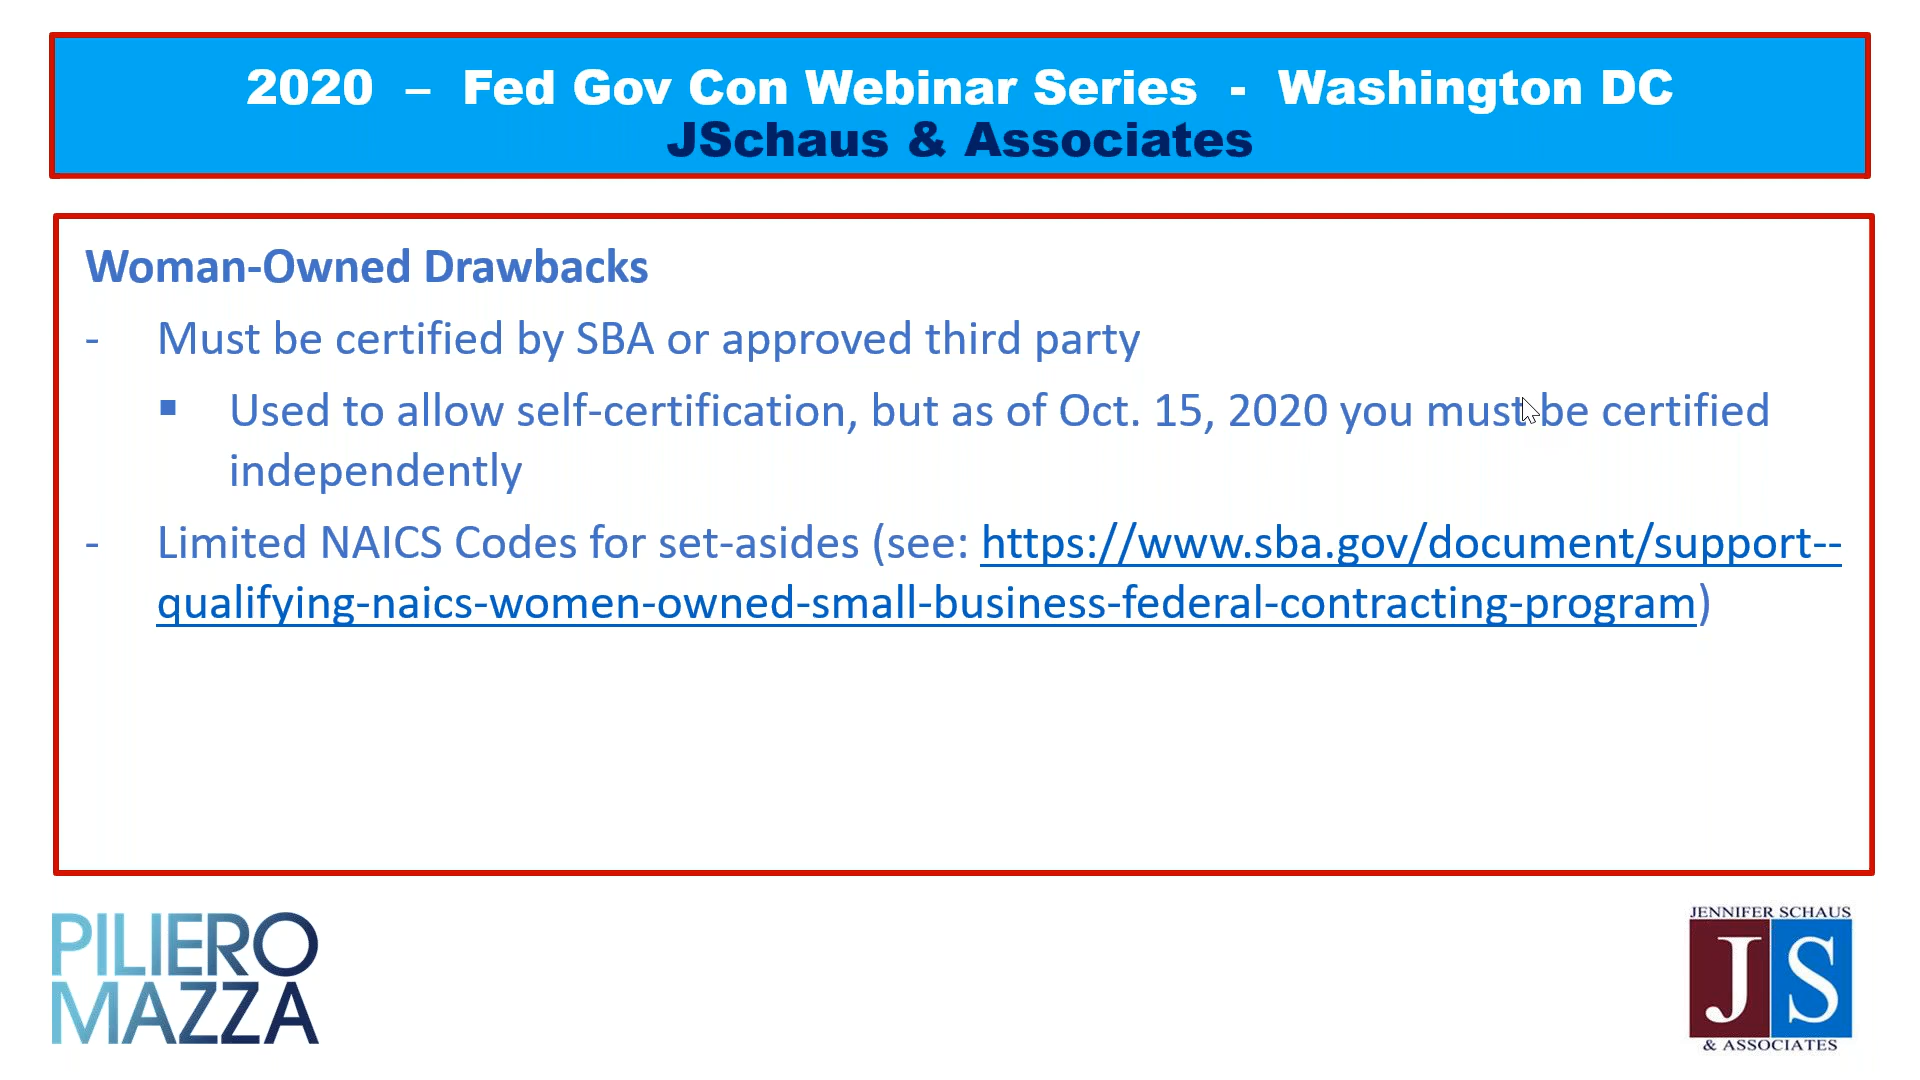 2020 – Fed Gov Con Webinar Series - Washington DC
JSchaus & Associates
Woman-Owned Drawbacks
- Must be certified by SBA or approved third party
▪ Used to allow self-certification, but as of Oct. 15, 2020 you must be certified
independently
- Limited NAICS Codes for set-asides (see: https://www.sba.gov/document/support--
qualifying-naics-women-owned-small-business-federal-contracting-program)
PILIERO
MAZZA
JENNIFER SCHAUS
JS
& ASSOCIATES